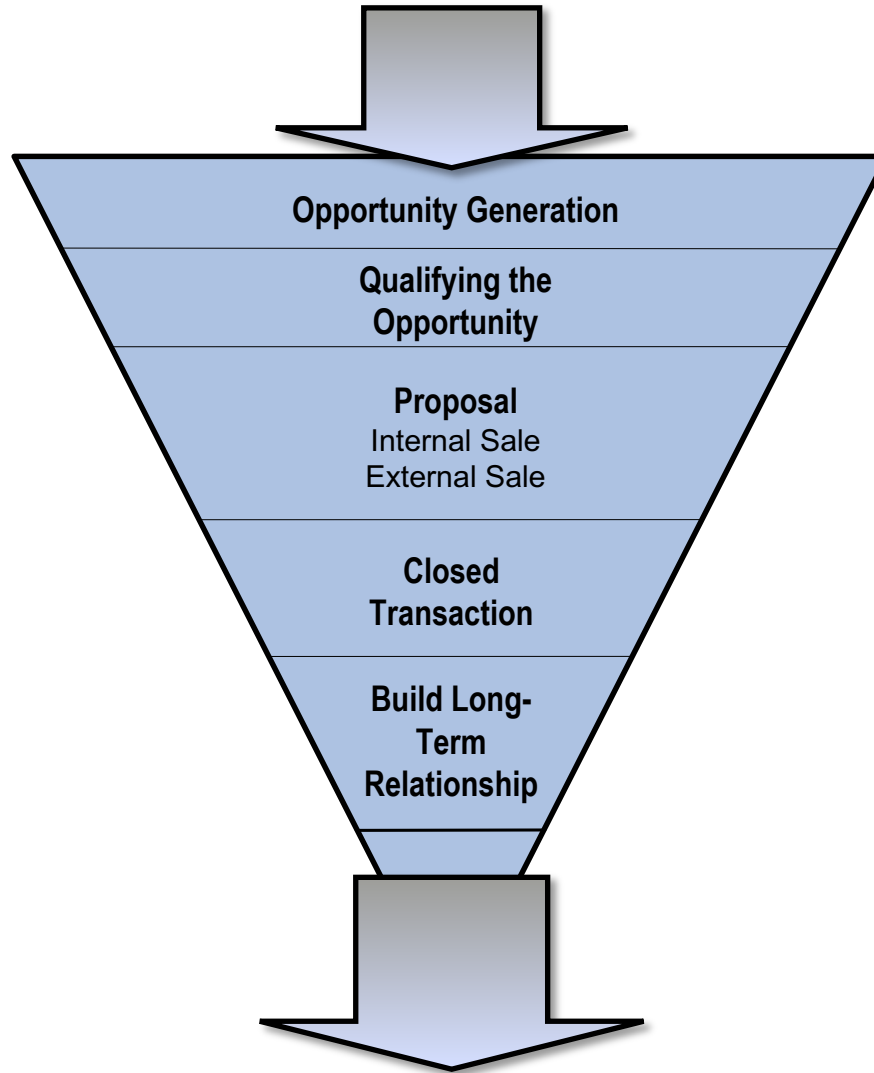 Opportunity Generation
Qualifying the
Opportunity
Proposal
Internal Sale
External Sale
Closed
Transaction
Build Long-
Term
Relationship